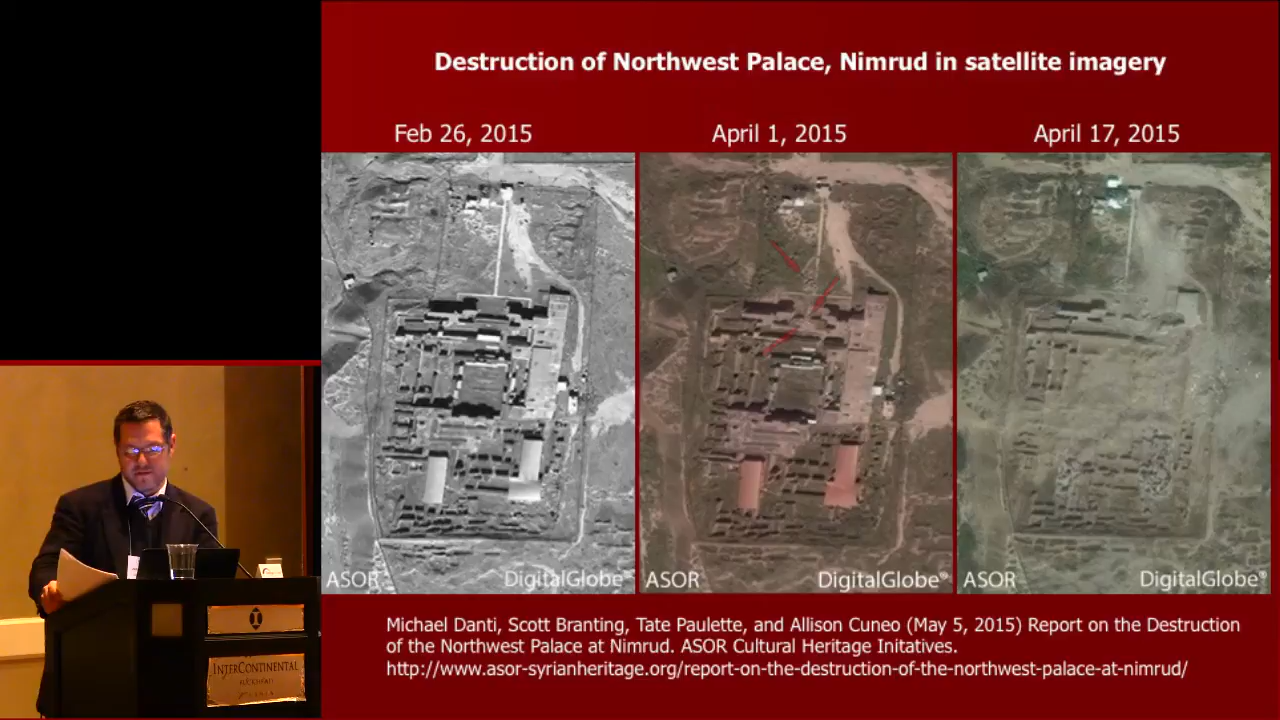 Destruction of Northwest Palace, Nimrud in satellite imagery
Feb 26, 2015
April 1, 2015
April 17, 2015
ASOR
DigitalGlobe
ASOR
DigitalGlobe®
ASOR
DigitalGlobe®
Michael Danti, Scott Branting, Tate Paulette, and Allison Cuneo (May 5, 2015) Report on the Destruction
of the Northwest Palace at Nimrud. ASOR Cultural Heritage Initatives.
http://www.asor-syrianheritage.org/report-on-the-destruction-of-the-northwest-palace-at-nimrud/
INTERCONTINENTAL